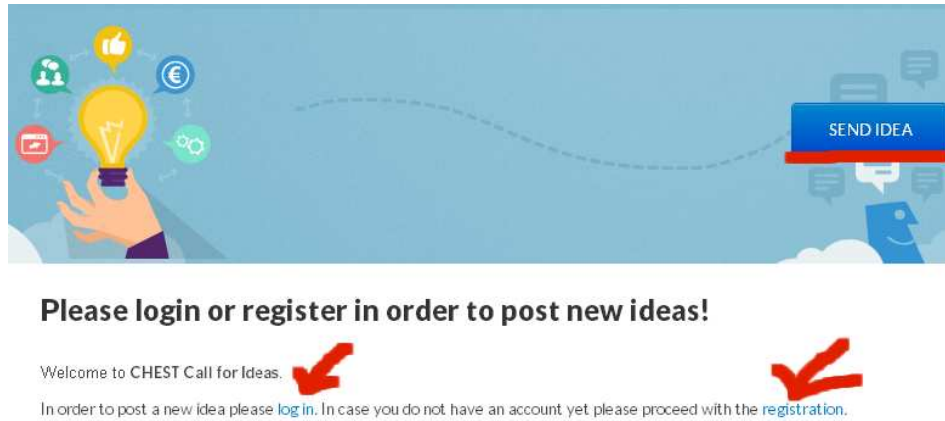 SEND IDEA
Please login or register in order to post new ideas!
Welcome to CHEST Call for Ideas.
In order to post a new idea please log in. In case you do not have an account yet please proceed with the registration.